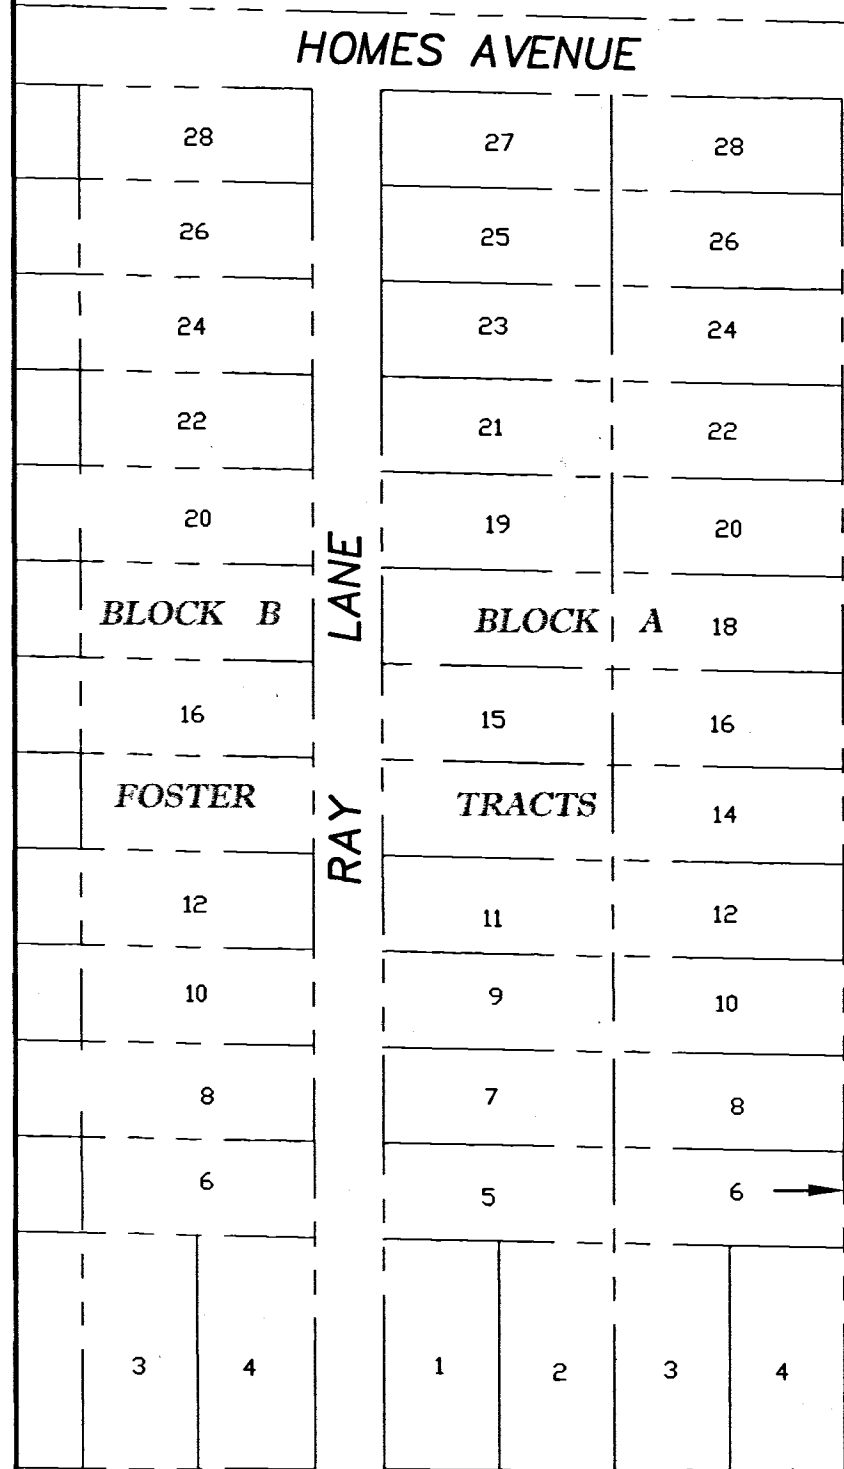 HOMES AVENUE
28 27 28
26 25 26
24 23 24
22 21 22
20 19 20
BLOCK B BLOCK A 18
16 15 16
FOSTER TRACTS 14
12 11 12
10 9 10
8 7 8
6 5 6
3 4 1 2 3 4
RAY LANE